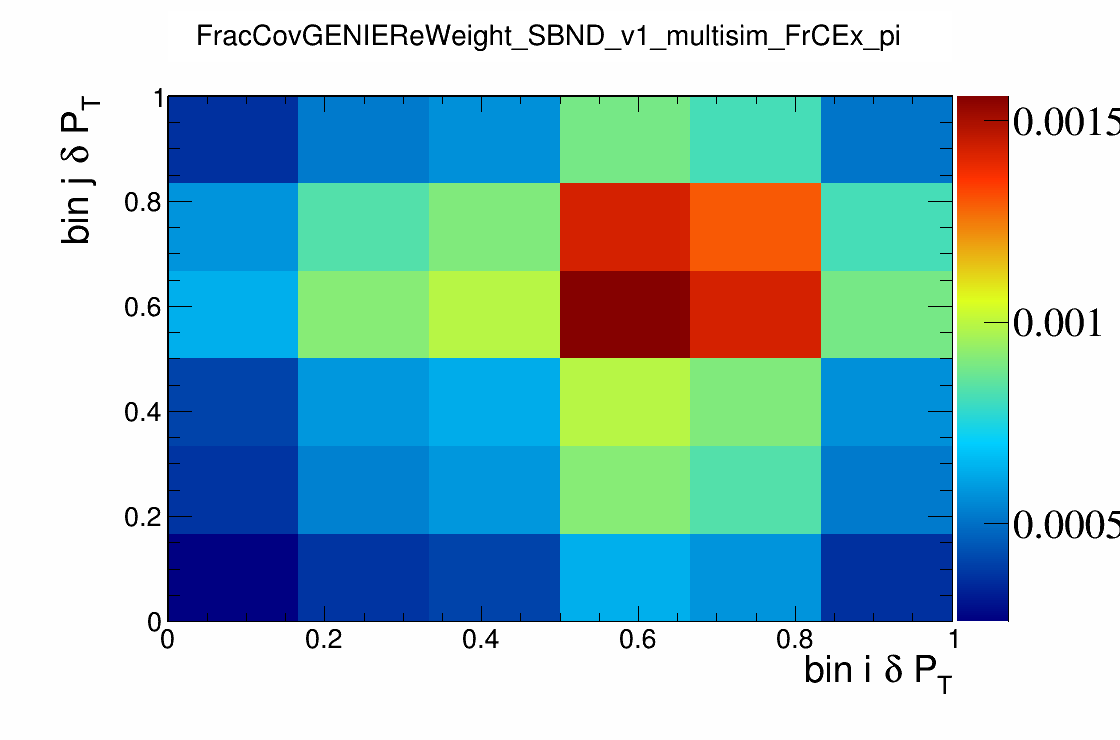 FracCovGENIEReWeight_SBND_v1_multisim_FrCEx_pi
bin j δ P_T
1
0.8
0.6
0.4
0.2
0
0 0.2 0.4 0.6 0.8 1
bin i δ P_T
0.0015
0.001
0.0005